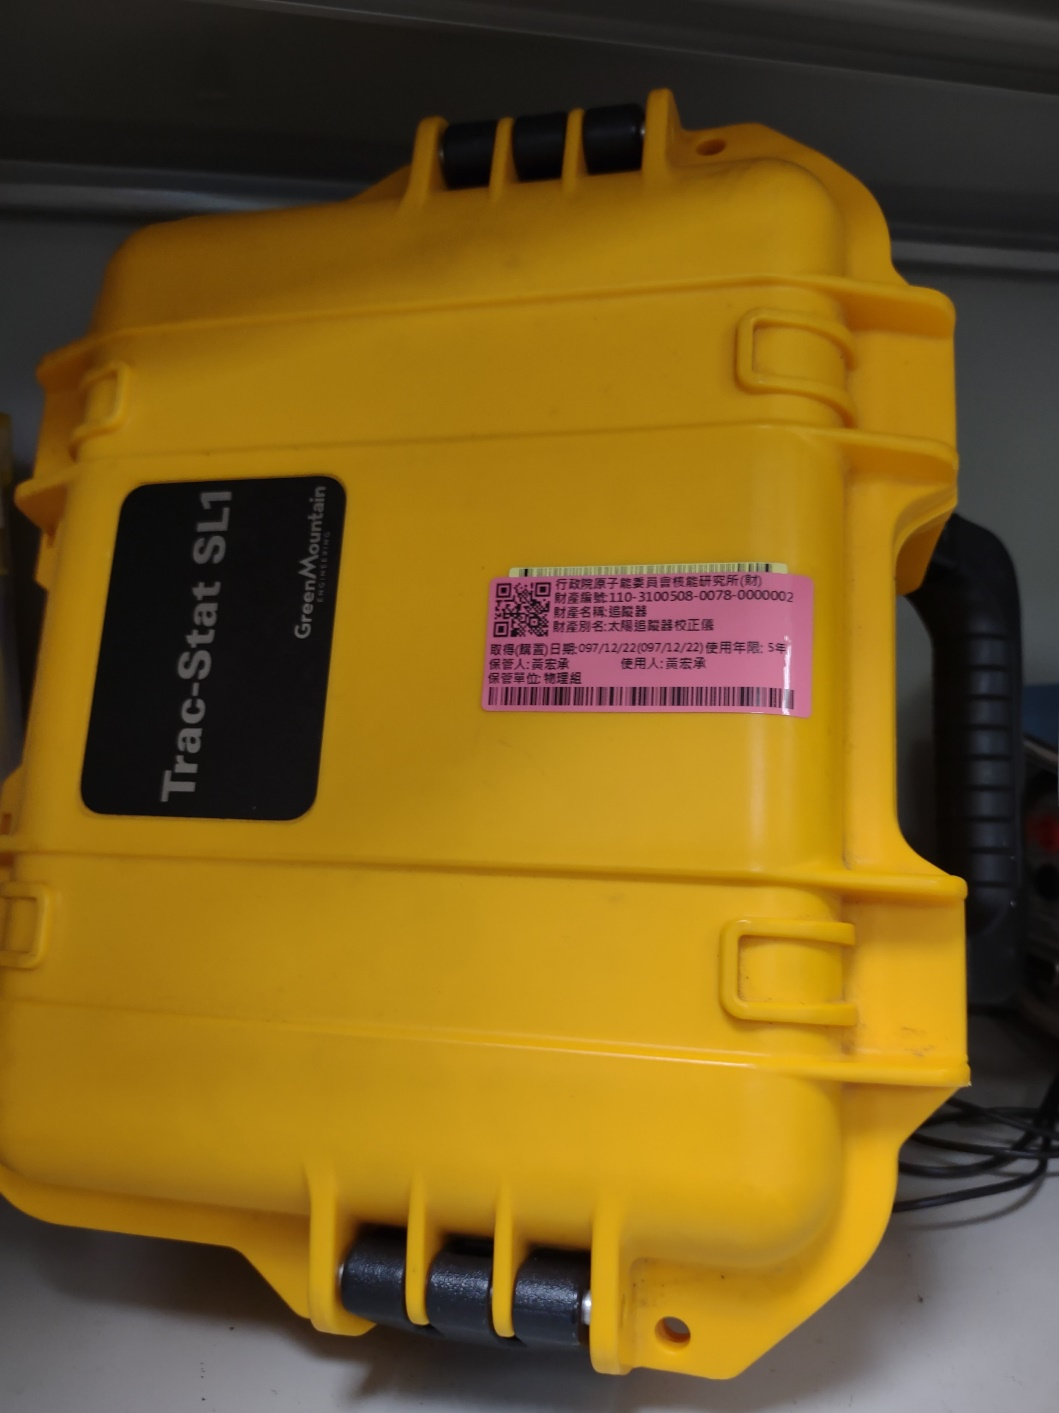 Trac-Stat SL1
GreenMountain
ENGINEERING
行政院原子能委員會核能研究所(財)
財產編號:110-3100508-0078-0000002
財產名稱:追蹤器
財產別名:太陽追蹤器校正儀
取得(購置)日期:097/12/22(097/12/22)使用年限: 5年
保管人:黃宏承 使用人:黃宏承
保管單位:物理組